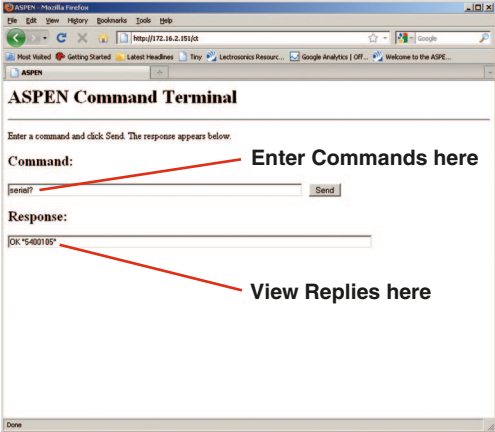 ASPEN - Mozilla Firefox
File Edit View History Bookmarks Tools Help
http://172.16.2.151/ct
Google
Most Visited Getting Started Latest Headlines Tiny Lectrosonics Resourc... Google Analytics | Off... Welcome to the ASPE...
ASPEN
ASPEN Command Terminal
Enter a command and click Send. The response appears below.
Command:
Enter Commands here
serial?
Send
Response:
OK "5400105"
View Replies here
Done